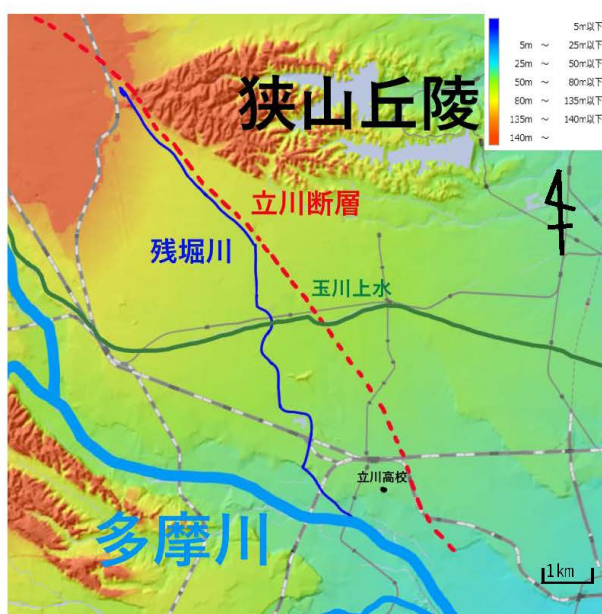 5m以下
5m ～ 25m以下
25m ～ 50m以下
50m ～ 80m以下
80m ～ 135m以下
135m ～ 140m以下
140m ～
狭山丘陵
立川断層
残堀川
玉川上水
立川高校
多摩川
1km